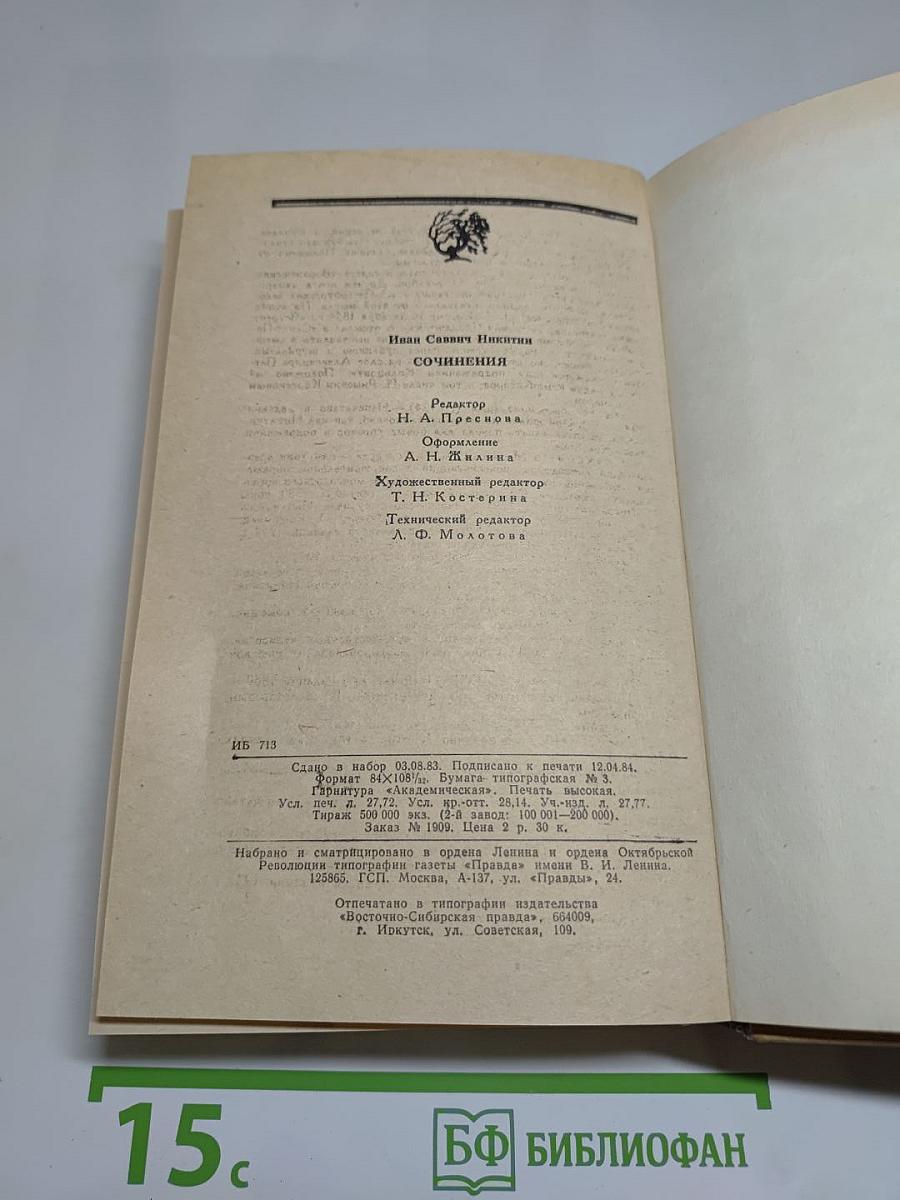 Иван Саввич Никитин
СОЧИНЕНИЯ
Редактор
Н. А. Преснова
Оформление
А. Н. Жилина
Художественный редактор
Т. Н. Костерина
Технический редактор
Л. Ф. Молотова
ИБ 713
Сдано в набор 03.08.83. Подписано к печати 12.04.84.
Формат 84×108¹/₃₂. Бумага типографская № 3.
Гарнитура «Академическая». Печать высокая.
Усл. печ. л. 27,72. Усл. кр.-отт. 28,14. Уч.-изд. л. 27,77.
Тираж 500 000 экз. (2-й завод: 100 001—200 000).
Заказ № 1909. Цена 2 р. 30 к.
Набрано и сматрицировано в ордена Ленина и ордена Октябрьской
Революции типографии газеты «Правда» имени В. И. Ленина.
125865. ГСП. Москва, А-137, ул. «Правды», 24.
Отпечатано в типографии издательства
«Восточно-Сибирская правда», 664009,
г. Иркутск, ул. Советская, 109.
15 с
БФ БИБЛИОФАН